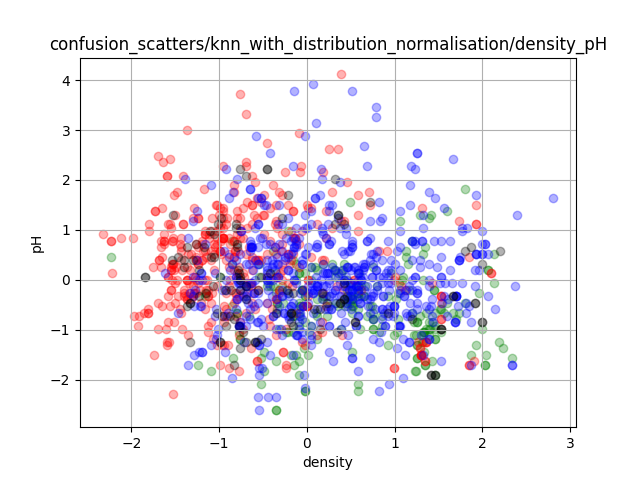 confusion_scatters/knn_with_distribution_normalisation/density_pH
4
3
2
1
0
−1
−2
pH
−2 −1 0 1 2 3
density